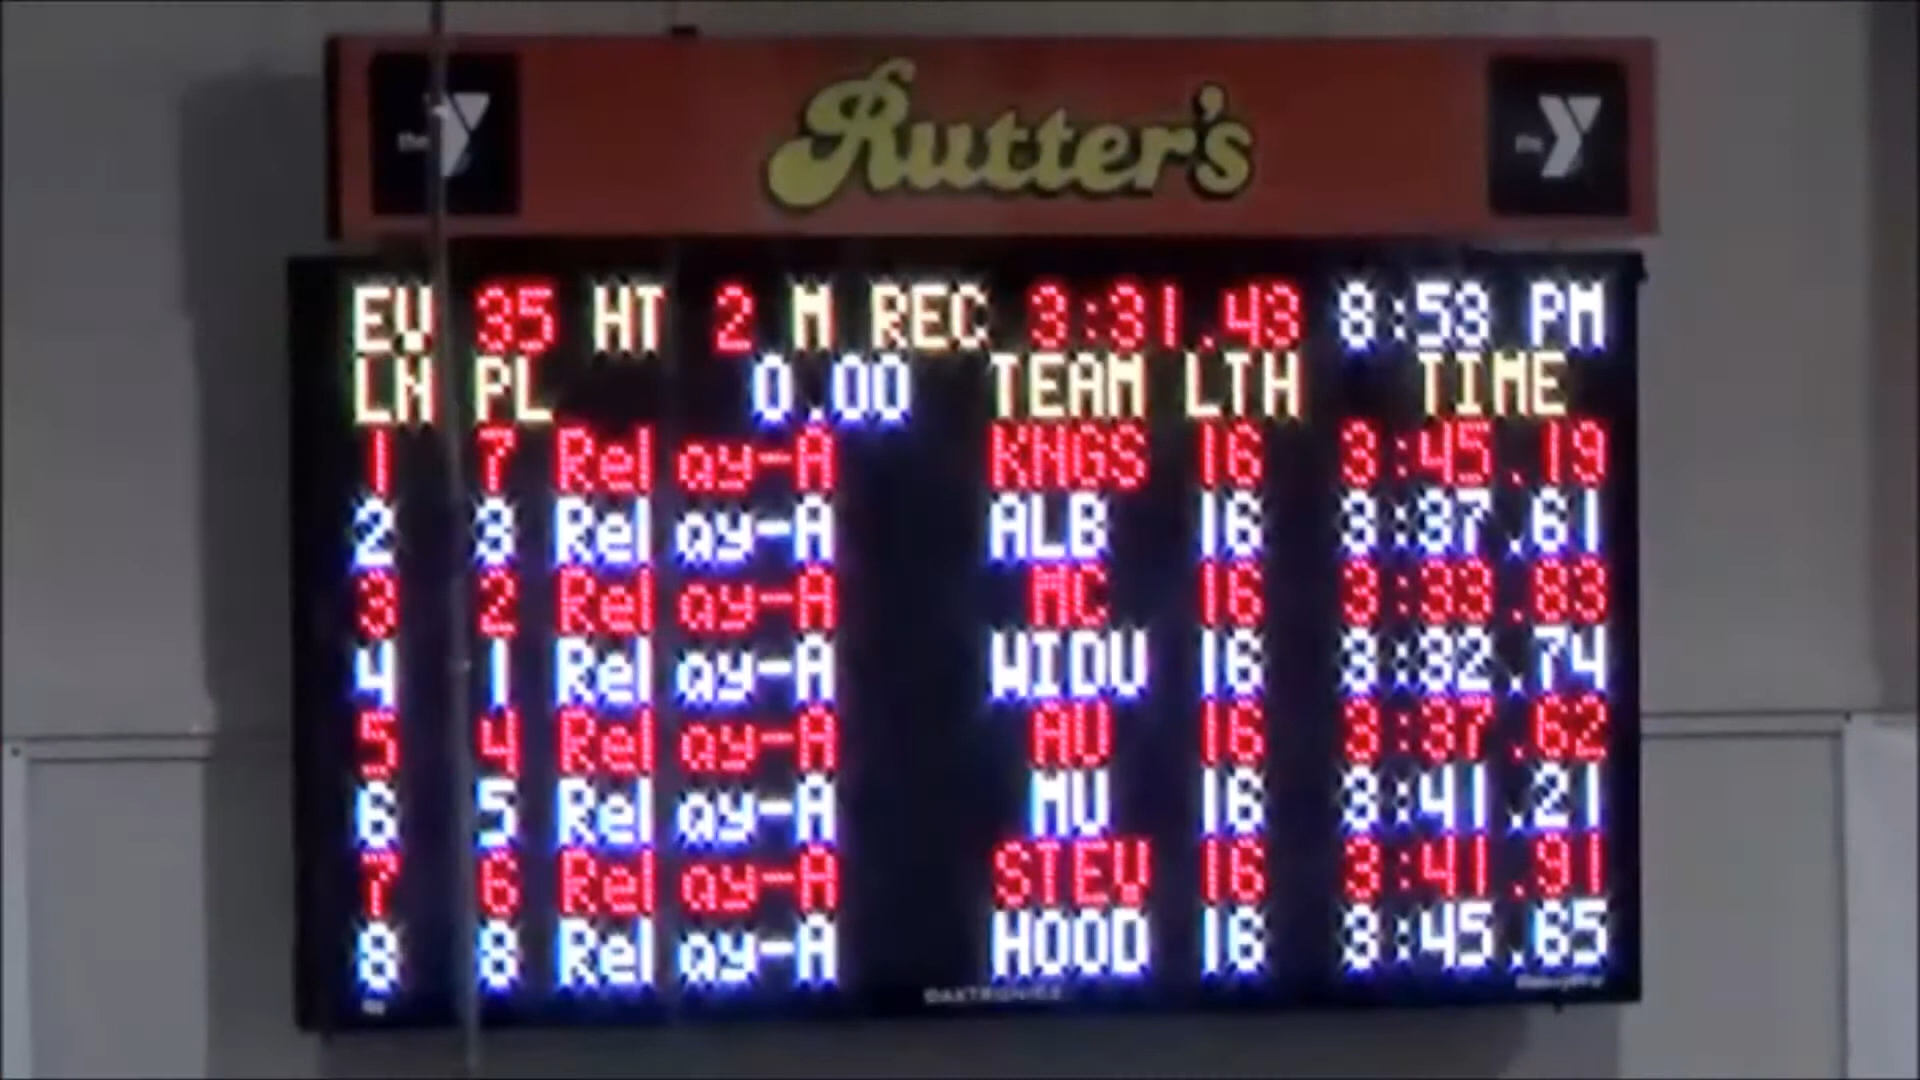 the Y
Rutter's
the Y
EV 35 HT 2 M REC 3:31.43 8:53 PM
LN PL 0.00 TEAM LTH TIME
1 7 Relay-A KNGS 16 3:45.19
2 3 Relay-A ALB 16 3:37.61
3 2 Relay-A MC 16 3:33.83
4 1 Relay-A WIDU 16 3:32.74
5 4 Relay-A AU 16 3:37.62
6 5 Relay-A MU 16 3:41.21
7 6 Relay-A STEV 16 3:41.91
8 8 Relay-A HOOD 16 3:45.65
DAKTRONICS